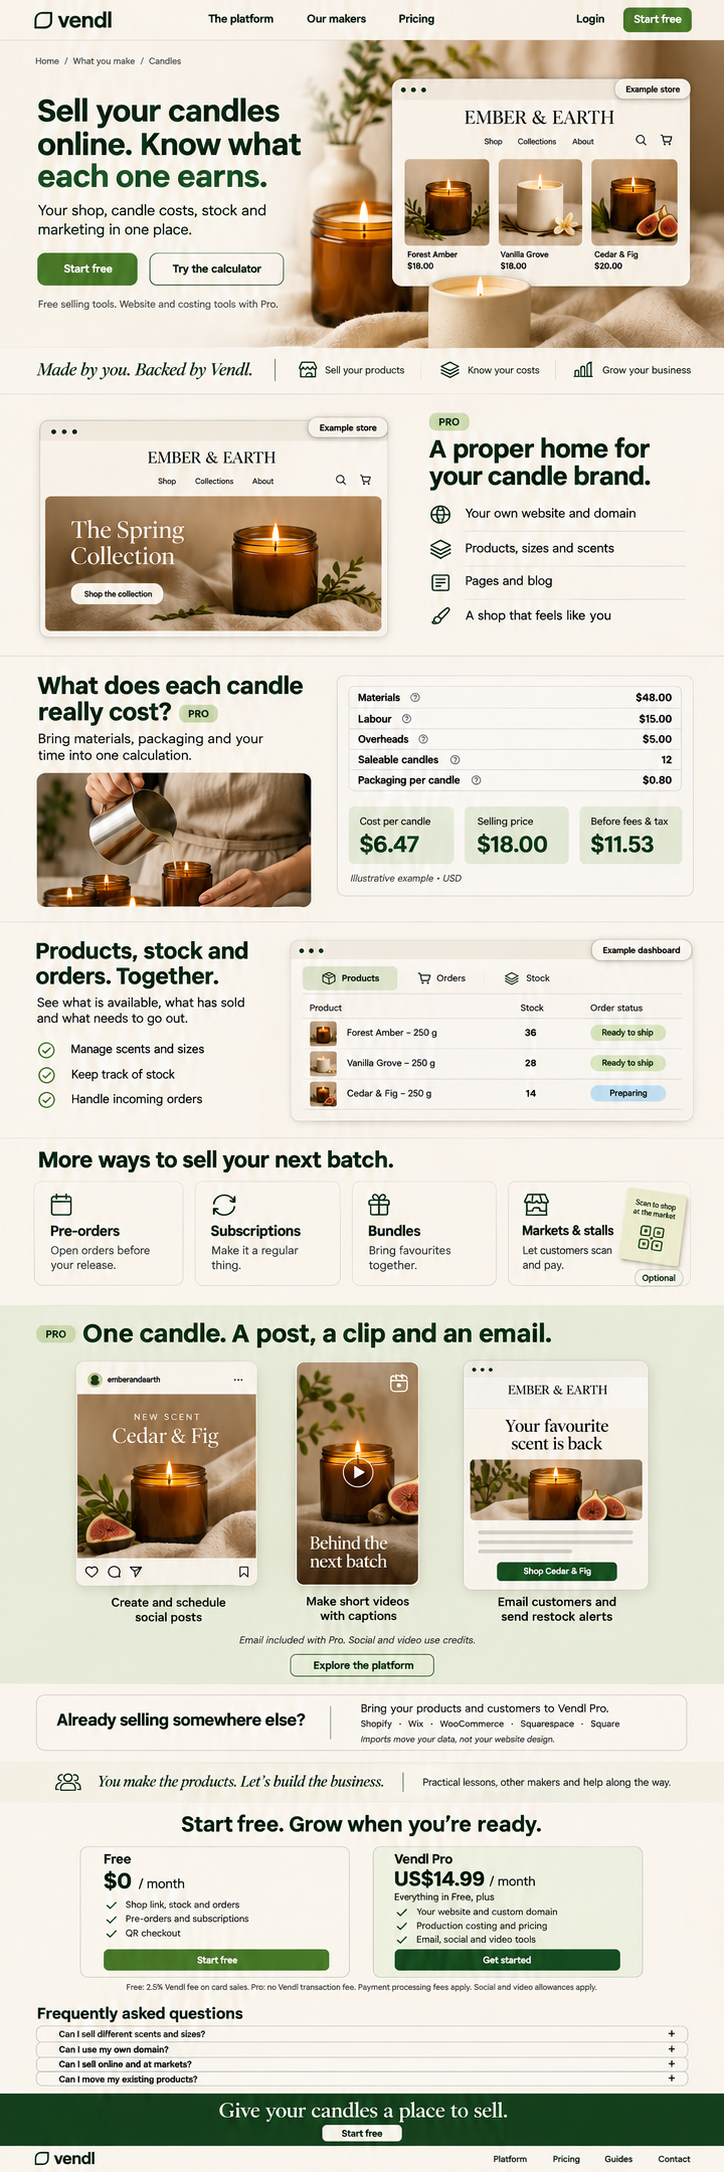 vendl
The platform
Our makers
Pricing
Login
Start free
Home / What you make / Candles
Sell your candles
online. Know what
each one earns.
Your shop, candle costs, stock and
marketing in one place.
Start free
Try the calculator
Free selling tools. Website and costing tools with Pro.
Example store
EMBER & EARTH
Shop
Collections
About
Forest Amber
$18.00
Vanilla Grove
$18.00
Cedar & Fig
$20.00
Made by you. Backed by Vendl.
Sell your products
Know your costs
Grow your business
Example store
EMBER & EARTH
Shop
Collections
About
The Spring
Collection
Shop the collection
PRO
A proper home for
your candle brand.
Your own website and domain
Products, sizes and scents
Pages and blog
A shop that feels like you
What does each candle
really cost? PRO
Bring materials, packaging and your
time into one calculation.
Materials ? $48.00
Labour ? $15.00
Overheads ? $5.00
Saleable candles ? 12
Packaging per candle ? $0.80
Cost per candle
$6.47
Selling price
$18.00
Before fees & tax
$11.53
Illustrative example • USD
Products, stock and
orders. Together.
See what is available, what has sold
and what needs to go out.
Manage scents and sizes
Keep track of stock
Handle incoming orders
Example dashboard
Products
Orders
Stock
Product Stock Order status
Forest Amber – 250 g 36 Ready to ship
Vanilla Grove – 250 g 28 Ready to ship
Cedar & Fig – 250 g 14 Preparing
More ways to sell your next batch.
Pre-orders
Open orders before
your release.
Subscriptions
Make it a regular
thing.
Bundles
Bring favourites
together.
Markets & stalls
Let customers scan
and pay.
Scan to shop
at the market
Optional
PRO One candle. A post, a clip and an email.
emberandaarth
NEW SCENT
Cedar & Fig
Create and schedule
social posts
Behind the
next batch
Make short videos
with captions
EMBER & EARTH
Your favourite
scent is back
Shop Cedar & Fig
Email customers and
send restock alerts
Email included with Pro. Social and video use credits.
Explore the platform
Already selling somewhere else?
Bring your products and customers to Vendl Pro.
Shopify · Wix · WooCommerce · Squarespace · Square
Imports move your data, not your website design.
You make the products. Let's build the business.
Practical lessons, other makers and help along the way.
Start free. Grow when you're ready.
Free
$0 / month
Shop link, stock and orders
Pre-orders and subscriptions
QR checkout
Start free
Vendl Pro
US$14.99 / month
Everything in Free, plus
Your website and custom domain
Production costing and pricing
Email, social and video tools
Get started
Free: 2.5% Vendl fee on card sales. Pro: no Vendl transaction fee. Payment processing fees apply. Social and video allowances apply.
Frequently asked questions
Can I sell different scents and sizes? +
Can I use my own domain? +
Can I sell online and at markets? +
Can I move my existing products? +
Give your candles a place to sell.
Start free
vendl
Platform
Pricing
Guides
Contact